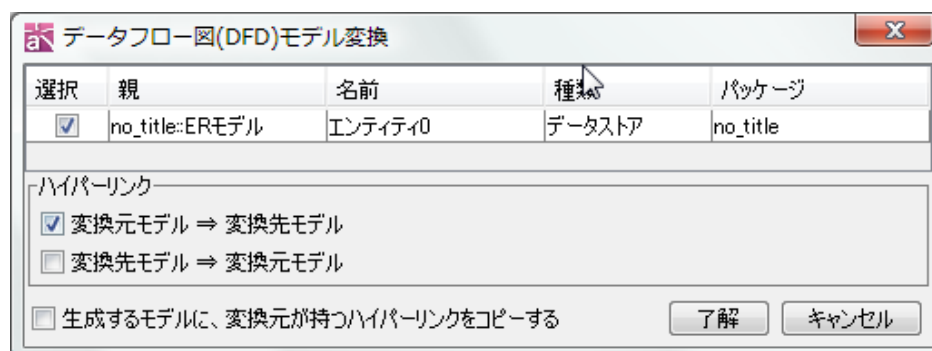 データフロー図(DFD)モデル変換
選択 親 名前 種類 パッケージ
no_title::ERモデル エンティティ0 データストア no_title
ハイパーリンク
変換元モデル ⇒ 変換先モデル
変換先モデル ⇒ 変換元モデル
生成するモデルに、変換元が持つハイパーリンクをコピーする 了解 キャンセル